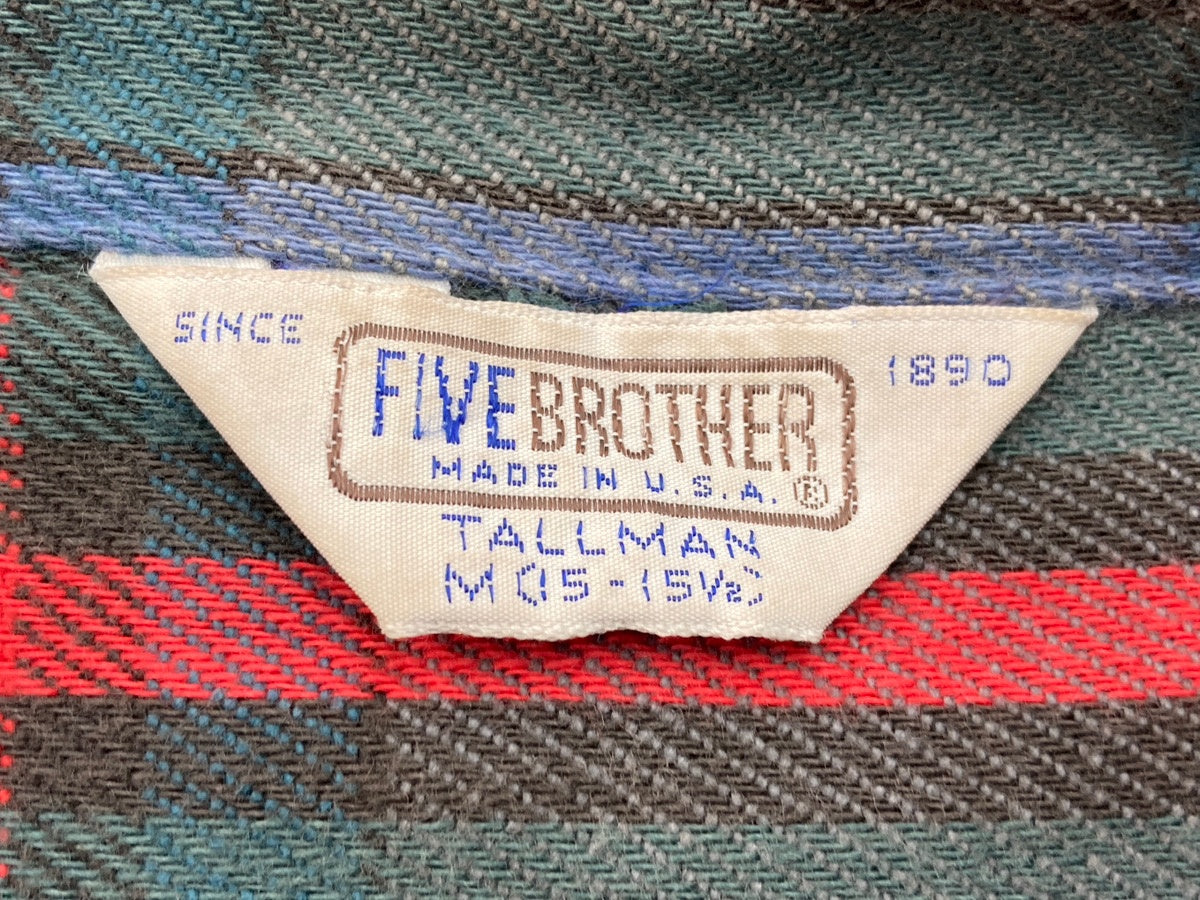 SINCE 1890
FIVE BROTHER
MADE IN U.S.A. ®
TALLMAN
M (15-15½)